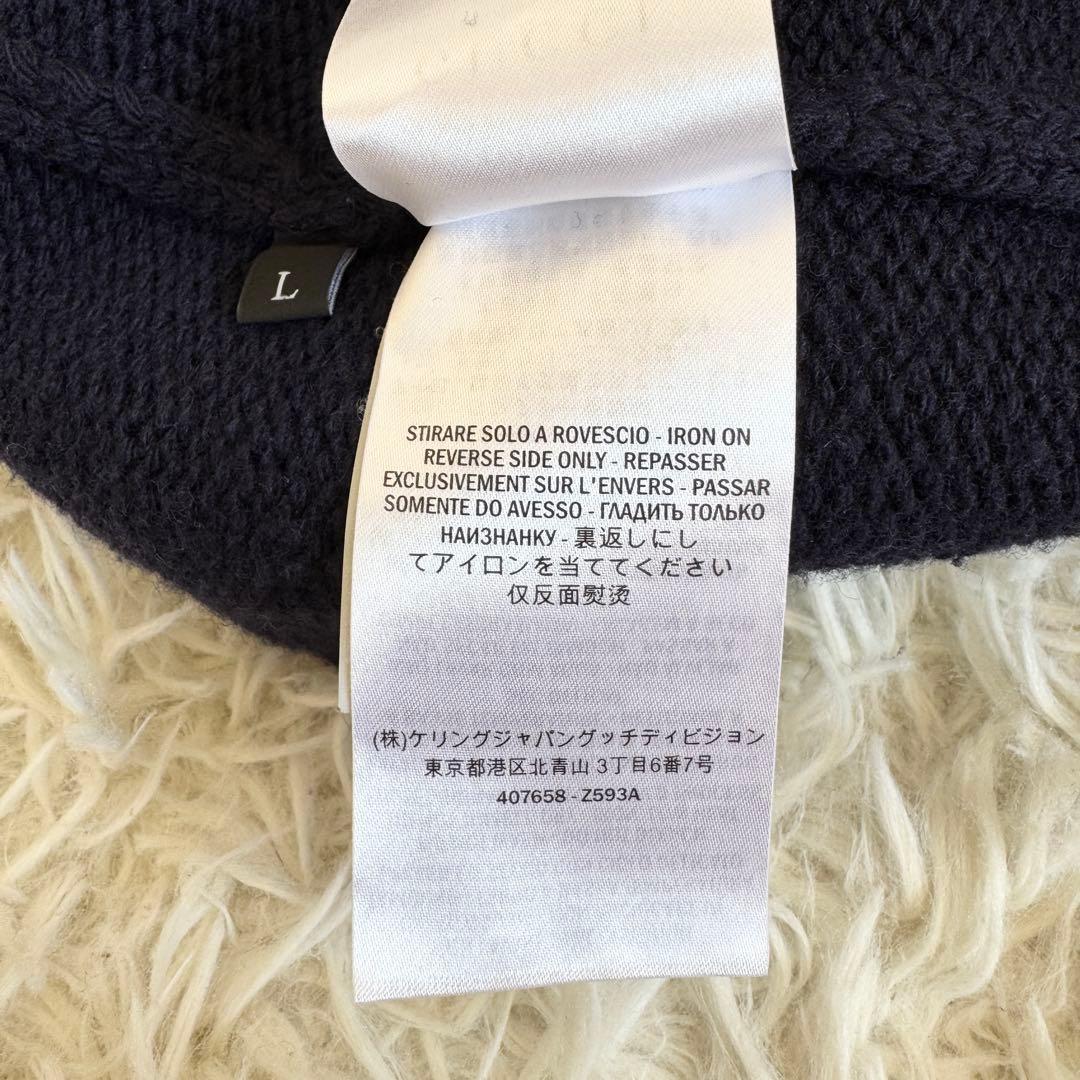 L
STIRARE SOLO A ROVESCIO - IRON ON
REVERSE SIDE ONLY - REPASSER
EXCLUSIVEMENT SUR L'ENVERS - PASSAR
SOMENTE DO AVESSO - ГЛАДИТЬ ТОЛЬКО
НАИЗНАНКУ - 裏返しにし
てアイロンを当ててください
仅反面熨烫
(株)ケリングジャパングッチディビジョン
東京都港区北青山 3丁目6番7号
407658 - Z593A